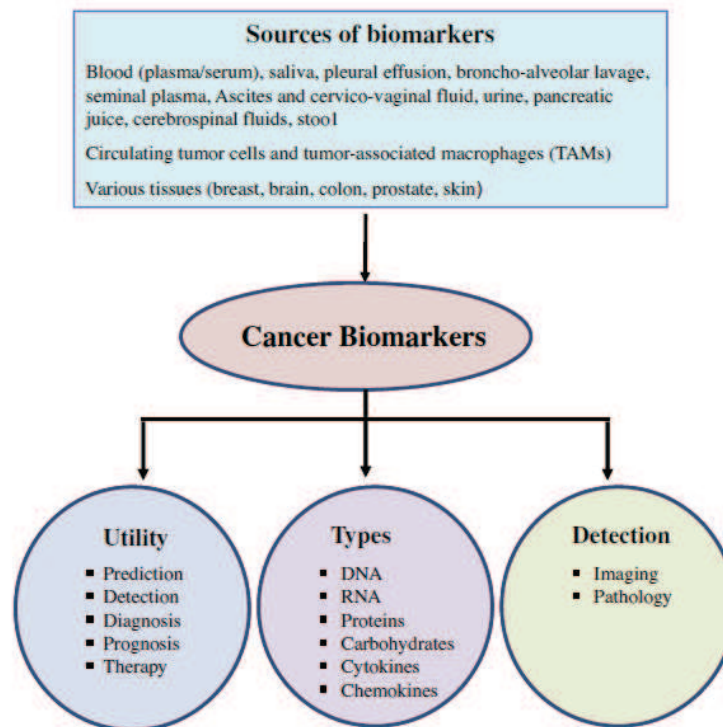 Sources of biomarkers
Blood (plasma/serum), saliva, pleural effusion, broncho-alveolar lavage,
seminal plasma, Ascites and cervico-vaginal fluid, urine, pancreatic
juice, cerebrospinal fluids, stool
Circulating tumor cells and tumor-associated macrophages (TAMs)
Various tissues (breast, brain, colon, prostate, skin)
Cancer Biomarkers
Utility
▪ Prediction
▪ Detection
▪ Diagnosis
▪ Prognosis
▪ Therapy
Types
▪ DNA
▪ RNA
▪ Proteins
▪ Carbohydrates
▪ Cytokines
▪ Chemokines
Detection
▪ Imaging
▪ Pathology